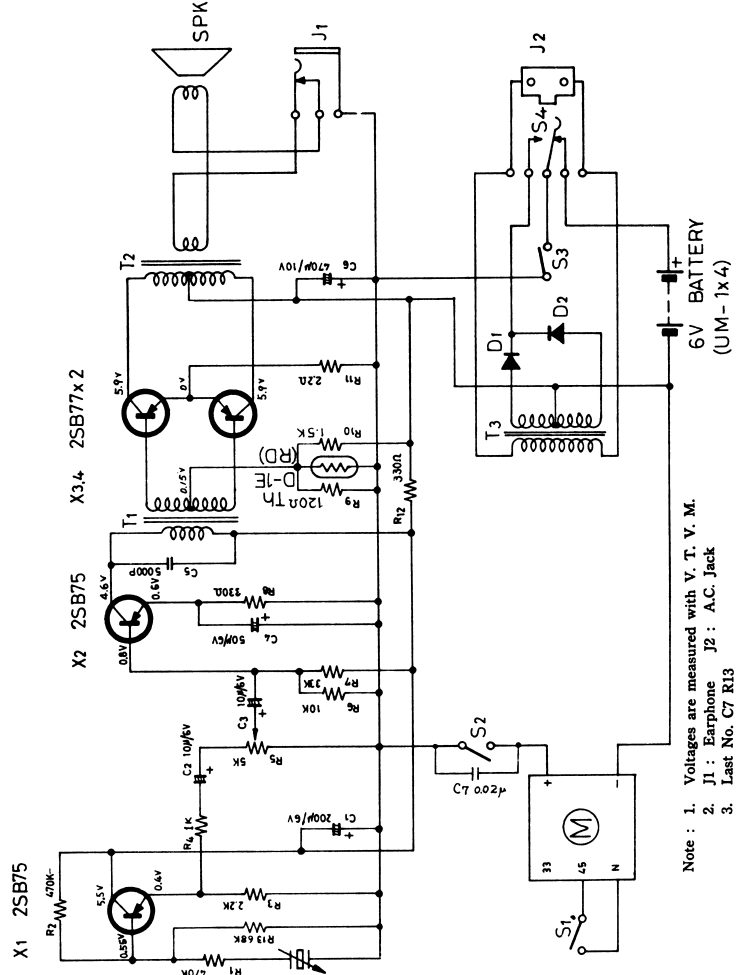 SPK
J1
J2
T2
C6 470μ/10V
S4
S3
5.9V
0V
5.9V
X3,4 2SB77x2
R11
2.2Ω
D1
D2
6V BATTERY
(UM-1x4)
T3
R10
1.5K
(RD)
D-1E
120Ω Th
R9
330Ω
R12
0.15V
T1
C5
5000P
4.6V
0.6V
X2 2SB75
0.8V
R8
330Ω
C4
50μ/6V
R7
33K
R6
10K
10μ/6V
C3
C2 10μ/6V
R5
5K
S2
C7 0.02μ
R4 1K
C1
200μ/6V
X1 2SB75
R2 470K
5.5V
0.4V
0.56V
R3
2.2K
R13 68K
R1
470K
M
+
−
33
45
N
S1
Note : 1. Voltages are measured with V. T. V. M.
2. J1 : Earphone J2 : A.C. Jack
3. Last No. C7 R13